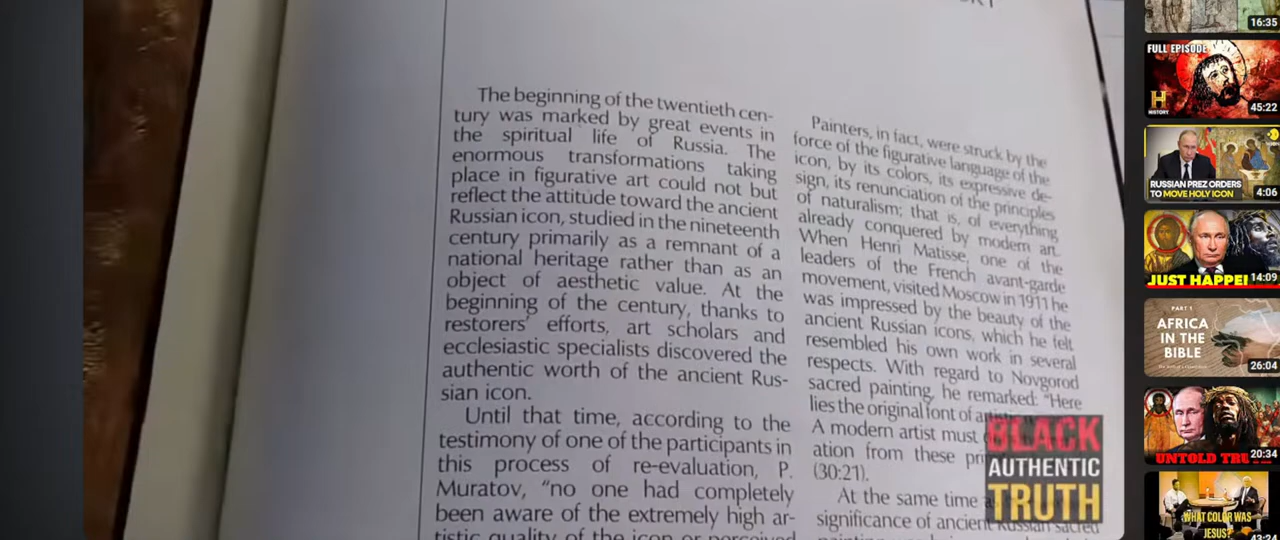 The beginning of the twentieth cen-
tury was marked by great events in
the spiritual life of Russia. The
enormous transformations taking
place in figurative art could not but
reflect the attitude toward the ancient
Russian icon, studied in the nineteenth
century primarily as a remnant of a
national heritage rather than as an
object of aesthetic value. At the
beginning of the century, thanks to
restorers' efforts, art scholars and
ecclesiastic specialists discovered the
authentic worth of the ancient Rus-
sian icon.
Until that time, according to the
testimony of one of the participants in
this process of re-evaluation, P.
Muratov, "no one had completely
been aware of the extremely high ar-
tistic quality of the icon or perceived
Painters, in fact, were struck by the
force of the figurative language of the
icon, by its colors, its expressive de-
sign, its renunciation of the principles
of naturalism; that is, of everything
already conquered by modern art.
When Henri Matisse, one of the
leaders of the French avant-garde
movement, visited Moscow in 1911 he
was impressed by the beauty of the
ancient Russian icons, which he felt
resembled his own work in several
respects. With regard to Novgorod
sacred painting, he remarked: "Here
lies the original font of
A modern artist must
ation from these
(30:21).
At the same time
significance of ancient Russian sacred
BLACK
AUTHENTIC
TRUTH
16:35
FULL EPISODE
H
HISTORY
45:22
RUSSIAN PREZ ORDERS
TO MOVE HOLY ICON
4:06
JUST HAPPE
14:09
PART 1
AFRICA
IN THE
BIBLE
26:04
UNTOLD
20:34
WHAT COLOR WAS
JESUS?
43:24